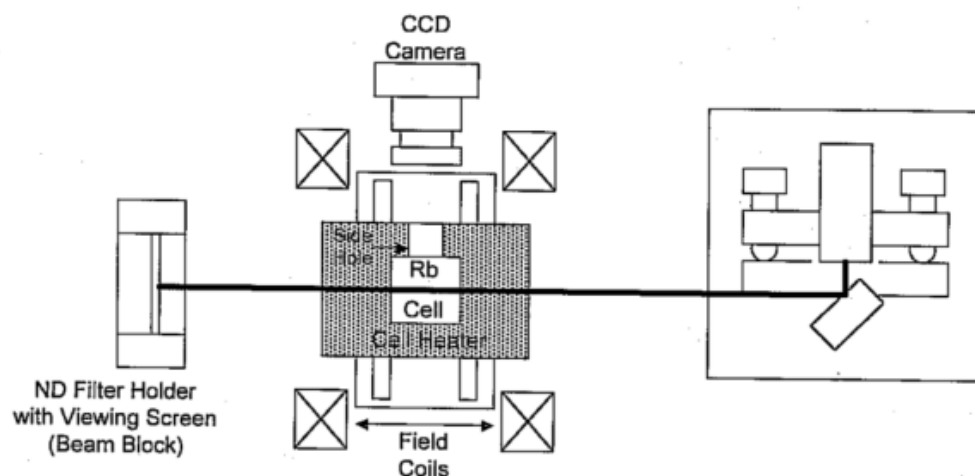 CCD
Camera
Side
Hole
Rb
Cell
Cell Heater
ND Filter Holder
with Viewing Screen
(Beam Block)
Field
Coils